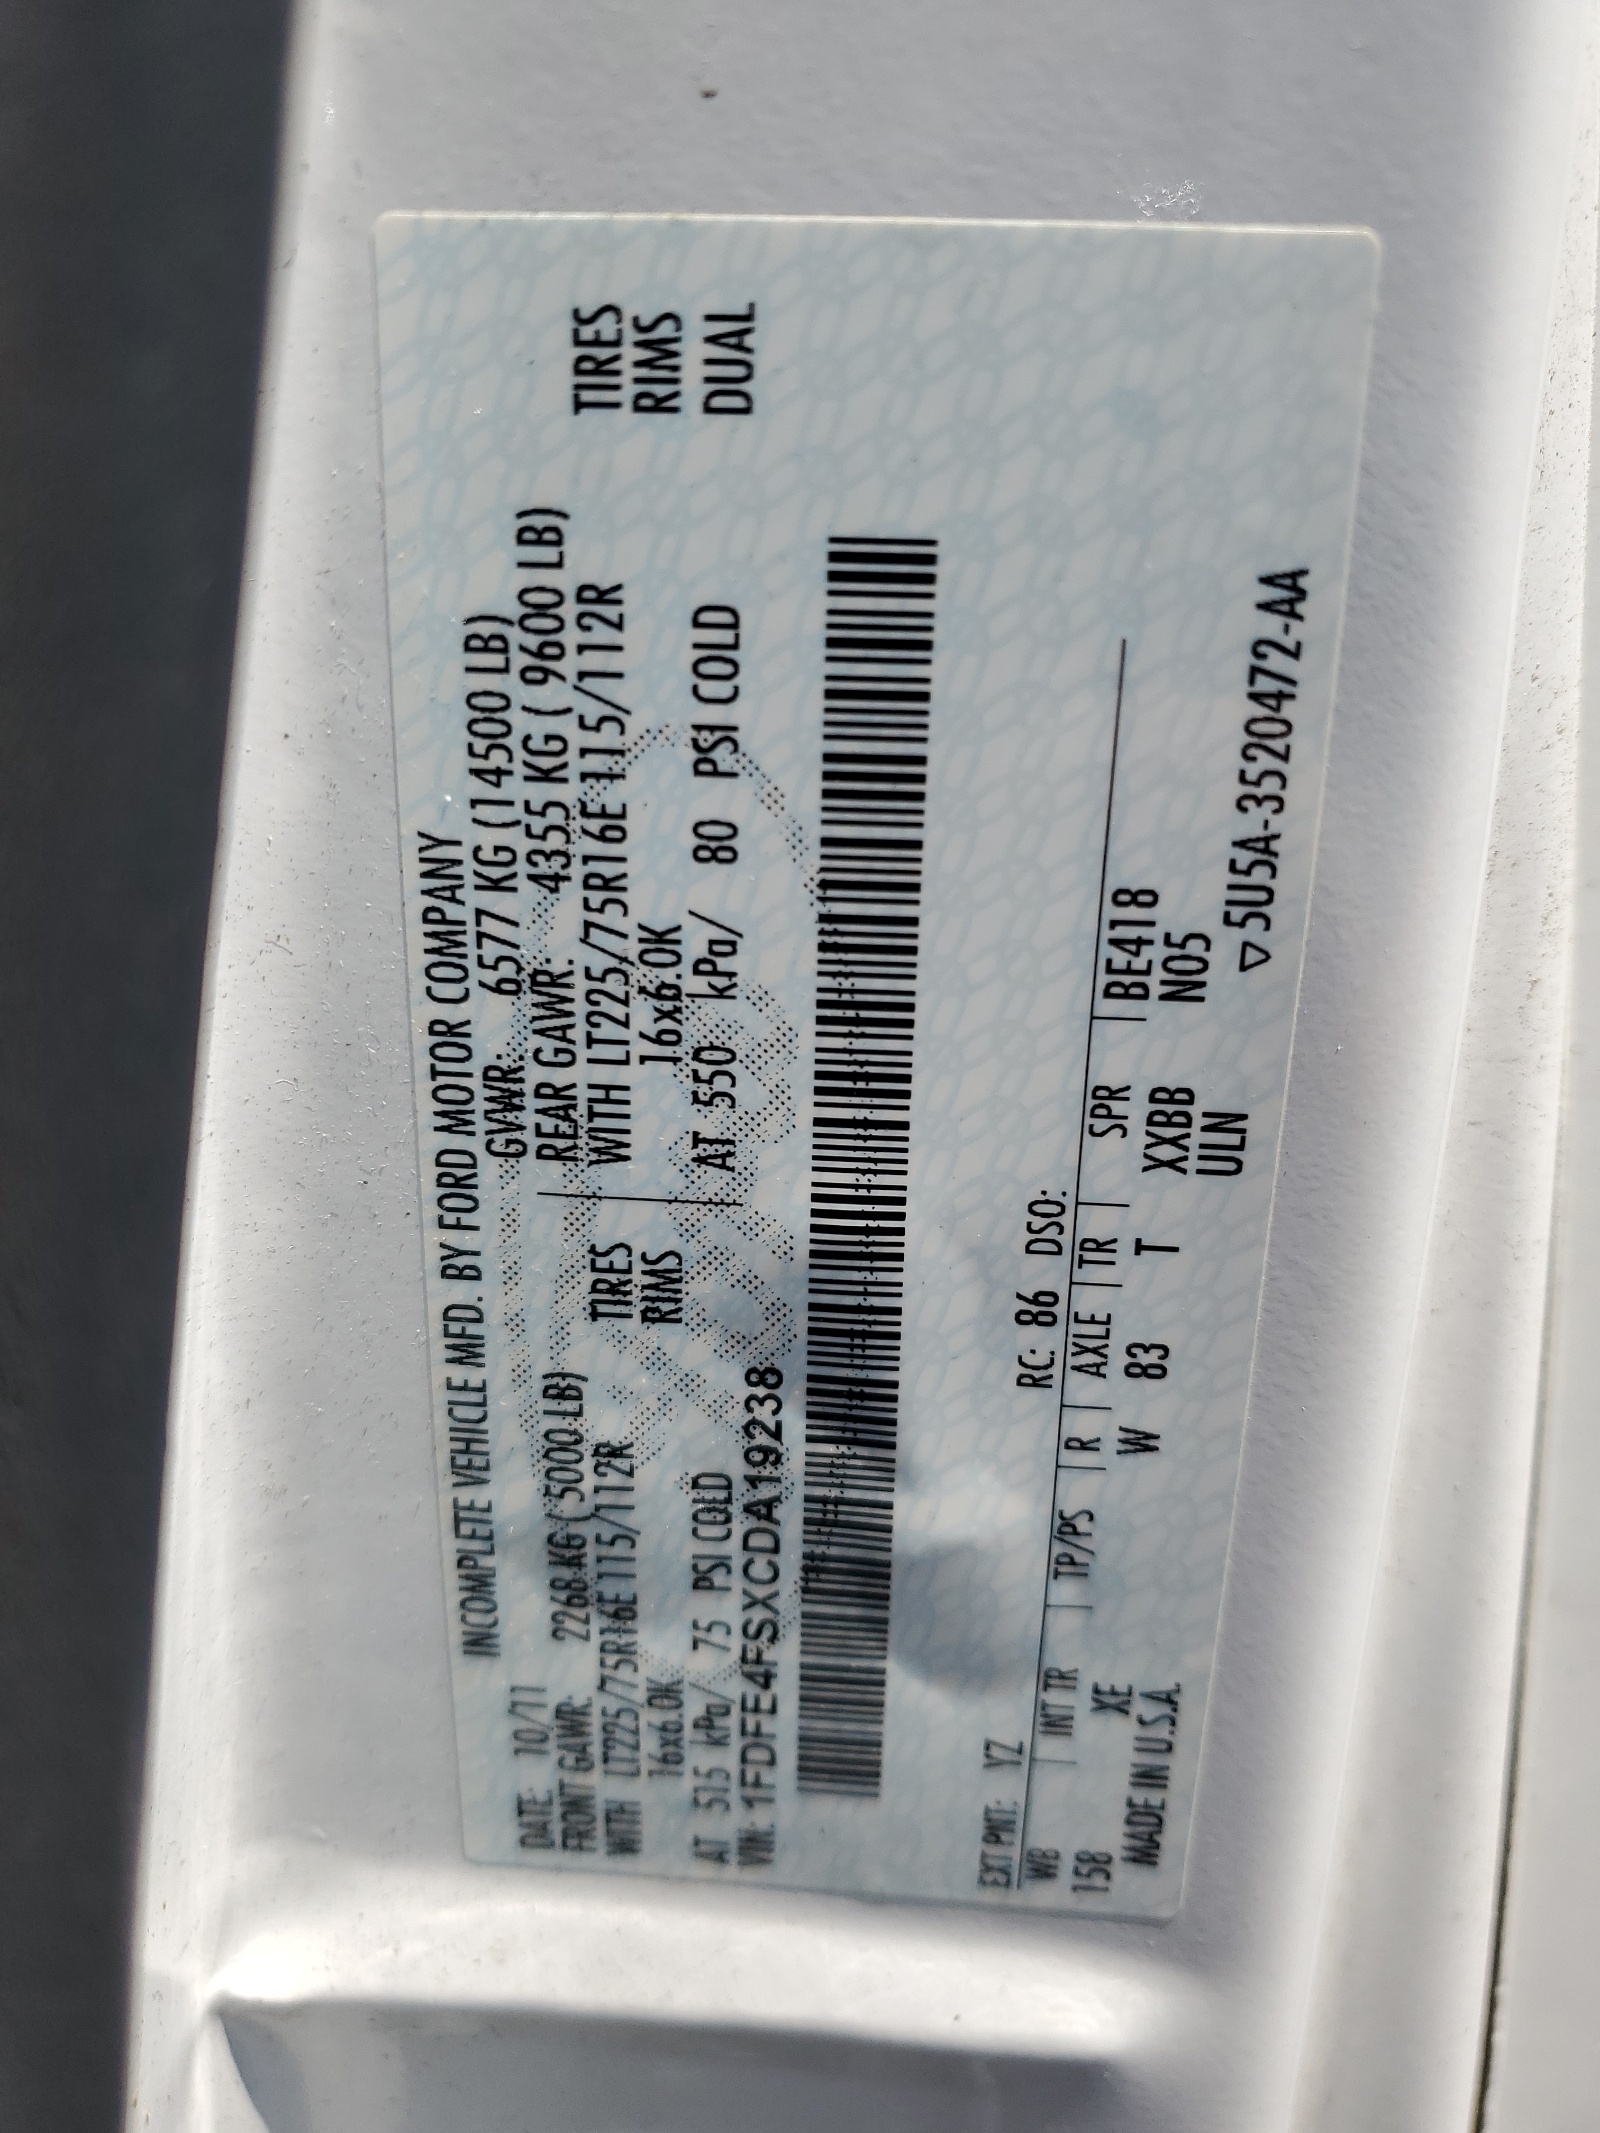 INCOMPLETE VEHICLE MFD. BY FORD MOTOR COMPANY
DATE: 10/11 GVWR: 6577 KG (14500 LB)
FRONT GAWR: 2268 KG ( 5000 LB) REAR GAWR: 4355 KG ( 9600 LB)
WITH LT225/75R16E 115/112R TIRES WITH LT225/75R16E 115/112R TIRES
16x6.0K RIMS 16x6.0K RIMS
AT 515 kPa/ 75 PSI COLD AT 550 kPa/ 80 PSI COLD DUAL
VIN: 1FDFE4FSXCDA19238
EXT PNT: YZ RC: 86 DSO:
WB | INT TR | TP/PS | R | AXLE | TR | SPR | BE418
158 XE W 83 T XXBB N05
MADE IN U.S.A. ULN
▽5U5A-3520472-AA